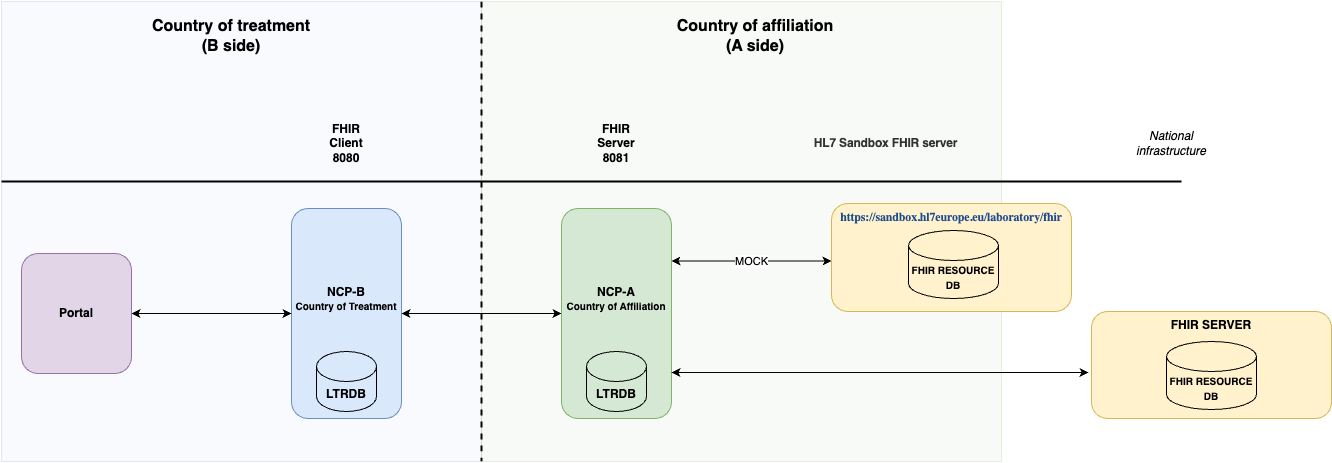 Country of treatment
(B side)
Country of affiliation
(A side)
FHIR
Client
8080
FHIR
Server
8081
HL7 Sandbox FHIR server
National
infrastructure
Portal
NCP-B
Country of Treatment
LTRDB
NCP-A
Country of Affiliation
LTRDB
MOCK
https://sandbox.hl7europe.eu/laboratory/fhir
FHIR RESOURCE
DB
FHIR SERVER
FHIR RESOURCE
DB